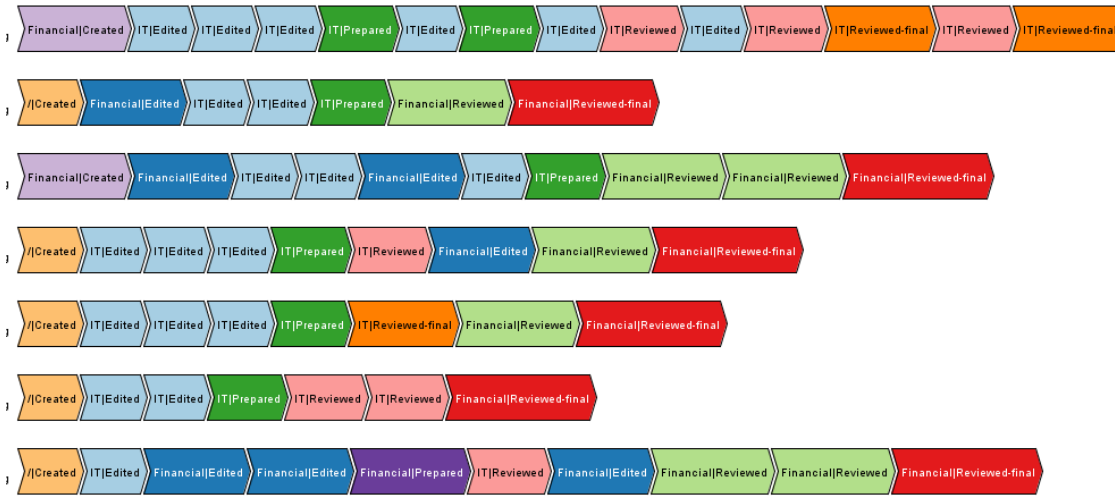 Financial|Created IT|Edited IT|Edited IT|Edited IT|Prepared IT|Edited IT|Prepared IT|Edited IT|Reviewed IT|Edited IT|Reviewed IT|Reviewed-final IT|Reviewed IT|Reviewed-final
/|Created Financial|Edited IT|Edited IT|Edited IT|Prepared Financial|Reviewed Financial|Reviewed-final
Financial|Created Financial|Edited IT|Edited IT|Edited Financial|Edited IT|Edited IT|Prepared Financial|Reviewed Financial|Reviewed Financial|Reviewed-final
/|Created IT|Edited IT|Edited IT|Edited IT|Prepared IT|Reviewed Financial|Edited Financial|Reviewed Financial|Reviewed-final
/|Created IT|Edited IT|Edited IT|Edited IT|Prepared IT|Reviewed-final Financial|Reviewed Financial|Reviewed-final
/|Created IT|Edited IT|Edited IT|Prepared IT|Reviewed IT|Reviewed Financial|Reviewed-final
/|Created IT|Edited Financial|Edited Financial|Edited Financial|Prepared IT|Reviewed Financial|Edited Financial|Reviewed Financial|Reviewed Financial|Reviewed-final